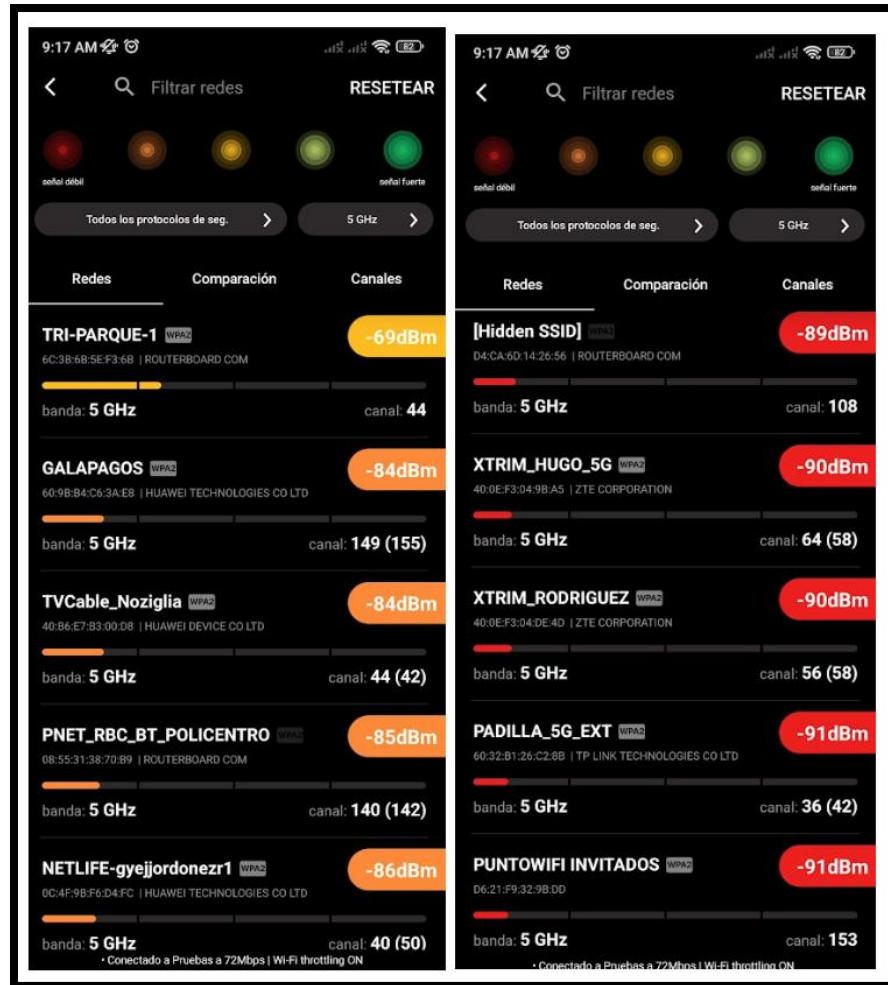 9:17 AM
82
Filtrar redes
RESETEAR
señal débil
señal fuerte
Todos los protocolos de seg.
5 GHz
Redes
Comparación
Canales
TRI-PARQUE-1 WPA2
-69dBm
6C:3B:6B:5E:F3:6B | ROUTERBOARD COM
banda: 5 GHz
canal: 44
GALAPAGOS WPA2
-84dBm
60:9B:B4:C6:3A:E8 | HUAWEI TECHNOLOGIES CO LTD
banda: 5 GHz
canal: 149 (155)
TVCable_Noziglia WPA2
-84dBm
40:B6:E7:B3:00:D8 | HUAWEI DEVICE CO LTD
banda: 5 GHz
canal: 44 (42)
PNET_RBC_BT_POLICENTRO WPA2
-85dBm
08:55:31:38:70:B9 | ROUTERBOARD COM
banda: 5 GHz
canal: 140 (142)
NETLIFE-gyejjordonezr1 WPA2
-86dBm
0C:4F:9B:F6:D4:FC | HUAWEI TECHNOLOGIES CO LTD
banda: 5 GHz
canal: 40 (50)
• Conectado a Pruebas a 72Mbps | Wi-Fi throttling ON
9:17 AM
82
Filtrar redes
RESETEAR
señal débil
señal fuerte
Todos los protocolos de seg.
5 GHz
Redes
Comparación
Canales
[Hidden SSID] WPA2
-89dBm
D4:CA:6D:14:26:56 | ROUTERBOARD COM
banda: 5 GHz
canal: 108
XTRIM_HUGO_5G WPA2
-90dBm
40:0E:F3:04:9B:A5 | ZTE CORPORATION
banda: 5 GHz
canal: 64 (58)
XTRIM_RODRIGUEZ WPA2
-90dBm
40:0E:F3:04:DE:4D | ZTE CORPORATION
banda: 5 GHz
canal: 56 (58)
PADILLA_5G_EXT WPA2
-91dBm
60:32:B1:26:C2:8B | TP LINK TECHNOLOGIES CO LTD
banda: 5 GHz
canal: 36 (42)
PUNTOWIFI INVITADOS WPA2
-91dBm
D6:21:F9:32:9B:DD
banda: 5 GHz
canal: 153
• Conectado a Pruebas a 72Mbps | Wi-Fi throttling ON